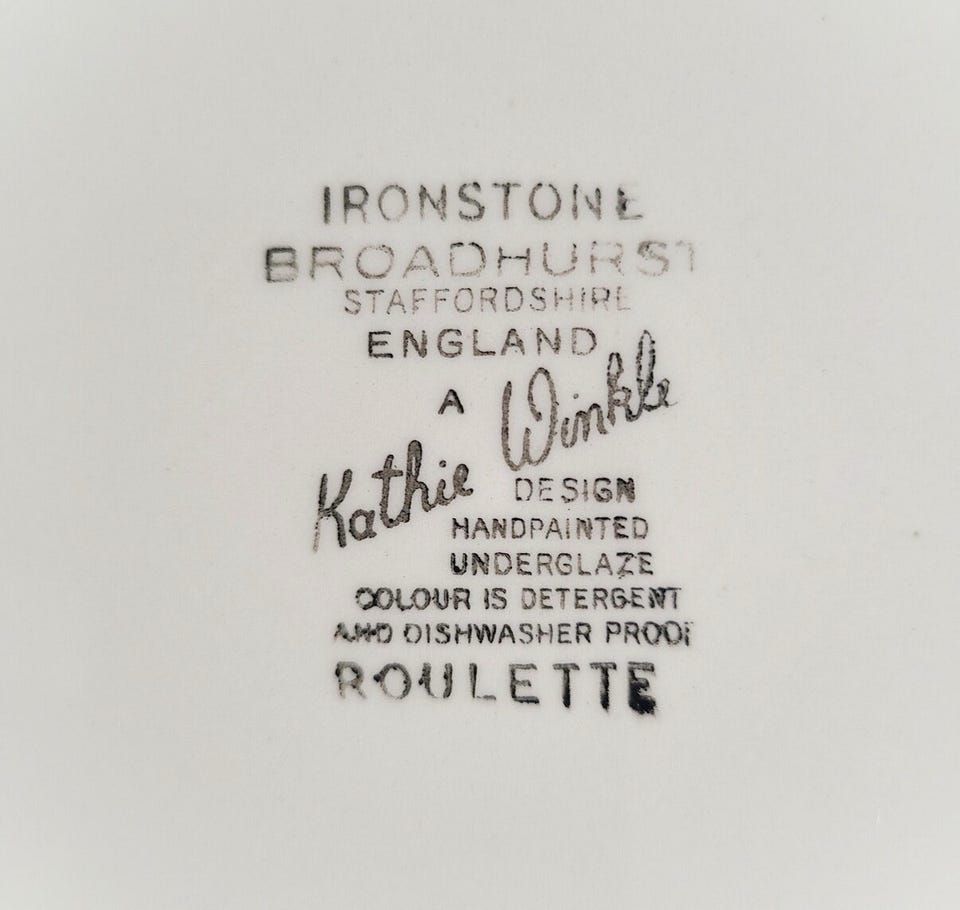 IRONSTONE
BROADHURST
STAFFORDSHIRE
ENGLAND
A
Kathie Winkle
DESIGN
HANDPAINTED
UNDERGLAZE
COLOUR IS DETERGENT
AND DISHWASHER PROOF
ROULETTE